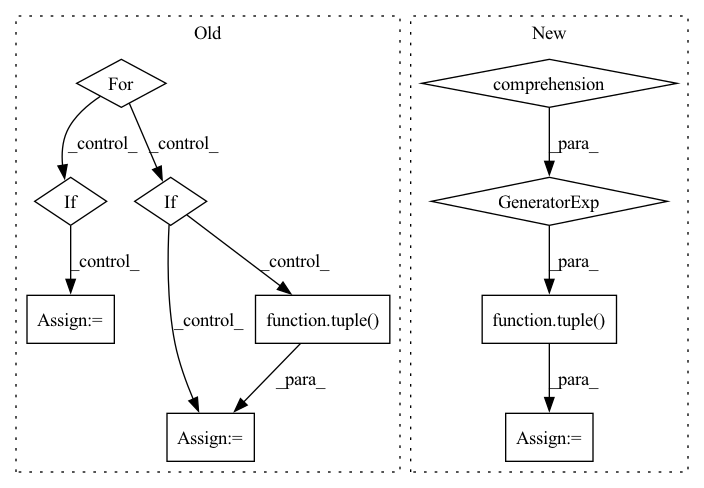 Old
New
For
comprehension
_control_
_control_
_para_
If
If
GeneratorExp
_control_
_control_
_control_
_para_
Assign:=
function.tuple()
function.tuple()
_para_
_para_
Assign:=
Assign:=